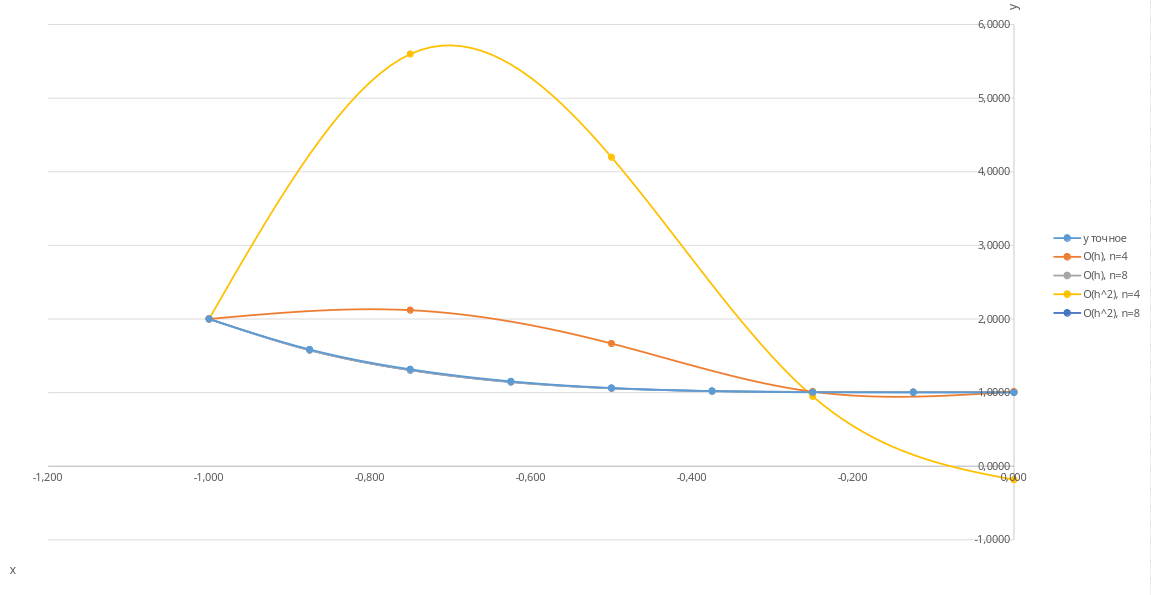 y
6,0000
5,0000
4,0000
3,0000
2,0000
1,0000
0,0000
-1,0000
-1,200
-1,000
-0,800
-0,600
-0,400
-0,200
0,000
x
y точное
O(h), n=4
O(h), n=8
O(h^2), n=4
O(h^2), n=8